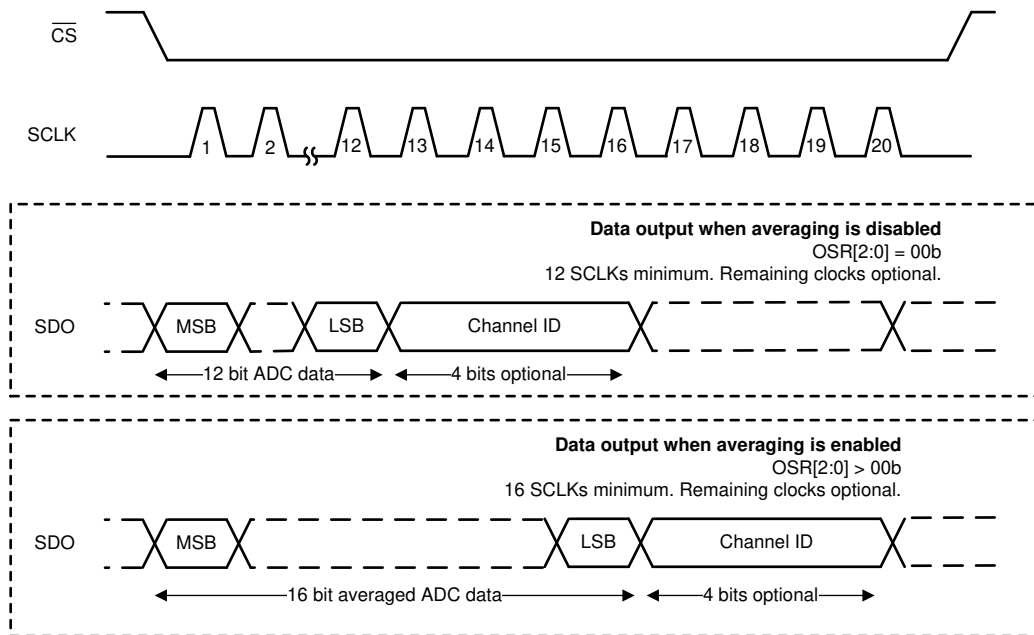 CS
SCLK
1 2 12 13 14 15 16 17 18 19 20
Data output when averaging is disabled
OSR[2:0] = 00b
12 SCLKs minimum. Remaining clocks optional.
SDO MSB LSB Channel ID
12 bit ADC data 4 bits optional
Data output when averaging is enabled
OSR[2:0] > 00b
16 SCLKs minimum. Remaining clocks optional.
SDO MSB LSB Channel ID
16 bit averaged ADC data 4 bits optional